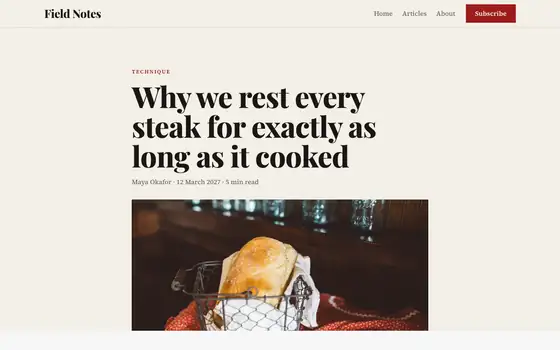 Field Notes
Home Articles About Subscribe
TECHNIQUE
Why we rest every
steak for exactly as
long as it cooked
Maya Okafor · 12 March 2027 · 5 min read